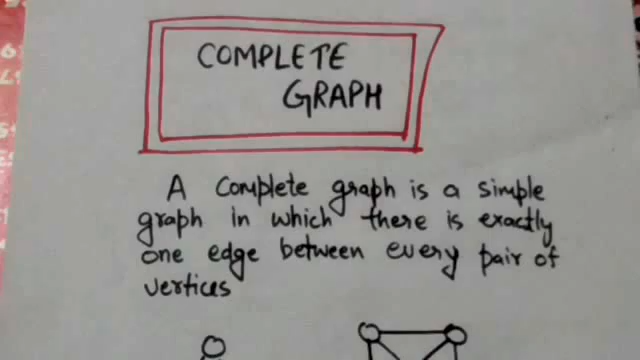 COMPLETE
GRAPH
A Complete graph is a simple
graph in which there is exactly
one edge between every pair of
vertices